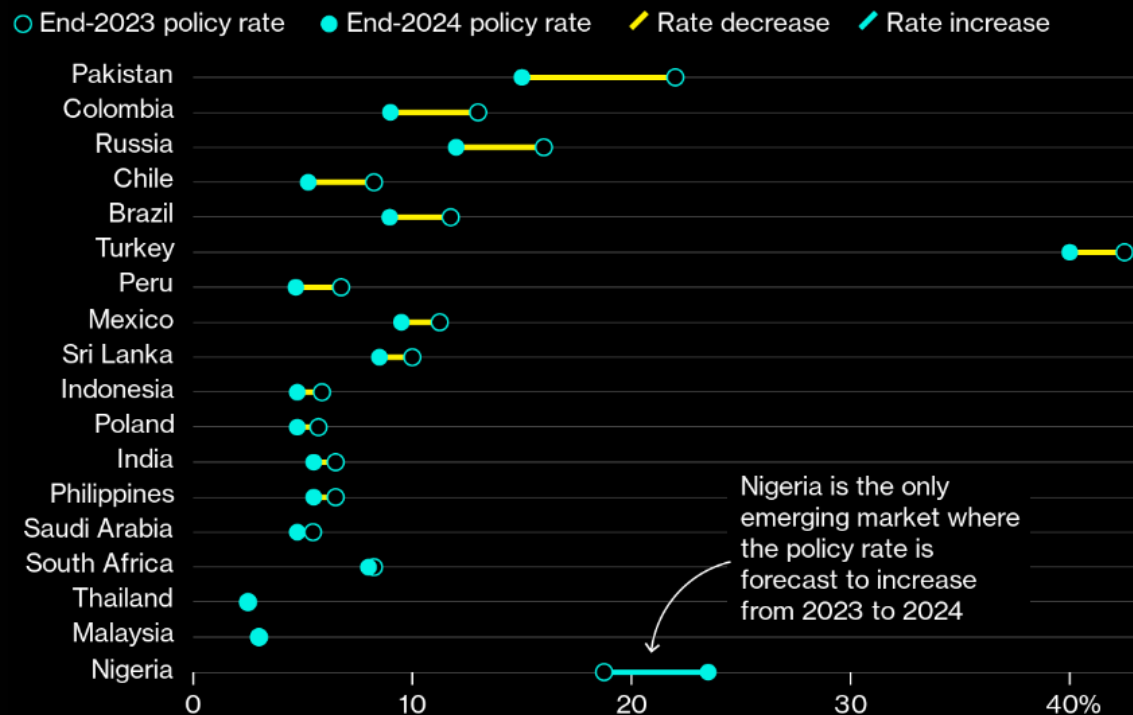 End-2023 policy rate End-2024 policy rate Rate decrease Rate increase
Pakistan
Colombia
Russia
Chile
Brazil
Turkey
Peru
Mexico
Sri Lanka
Indonesia
Poland
India
Philippines
Saudi Arabia
South Africa
Thailand
Malaysia
Nigeria
Nigeria is the only
emerging market where
the policy rate is
forecast to increase
from 2023 to 2024
0 10 20 30 40%